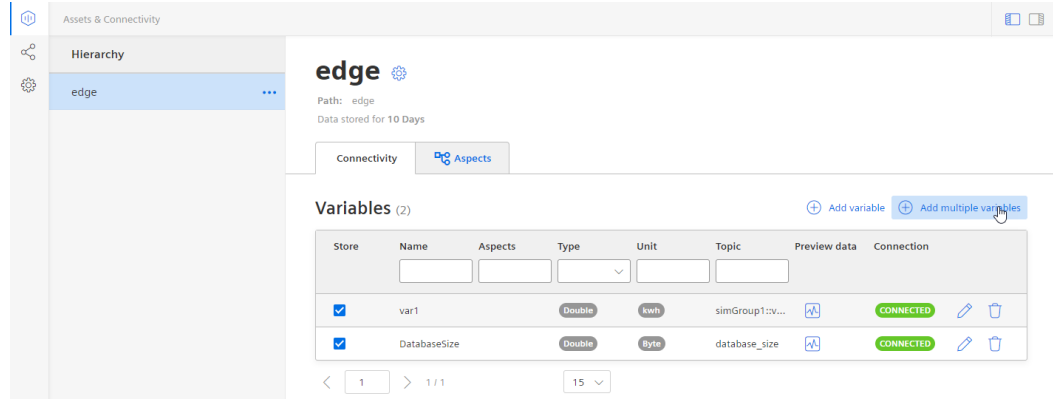 Assets & Connectivity
Hierarchy
edge
edge
Path: edge
Data stored for 10 Days
Connectivity
Aspects
Variables (2)
Add variable
Add multiple variables
Store Name Aspects Type Unit Topic Preview data Connection
var1 Double kwh simGroup1::v... CONNECTED
DatabaseSize Double Byte database_size CONNECTED
1 1 / 1 15